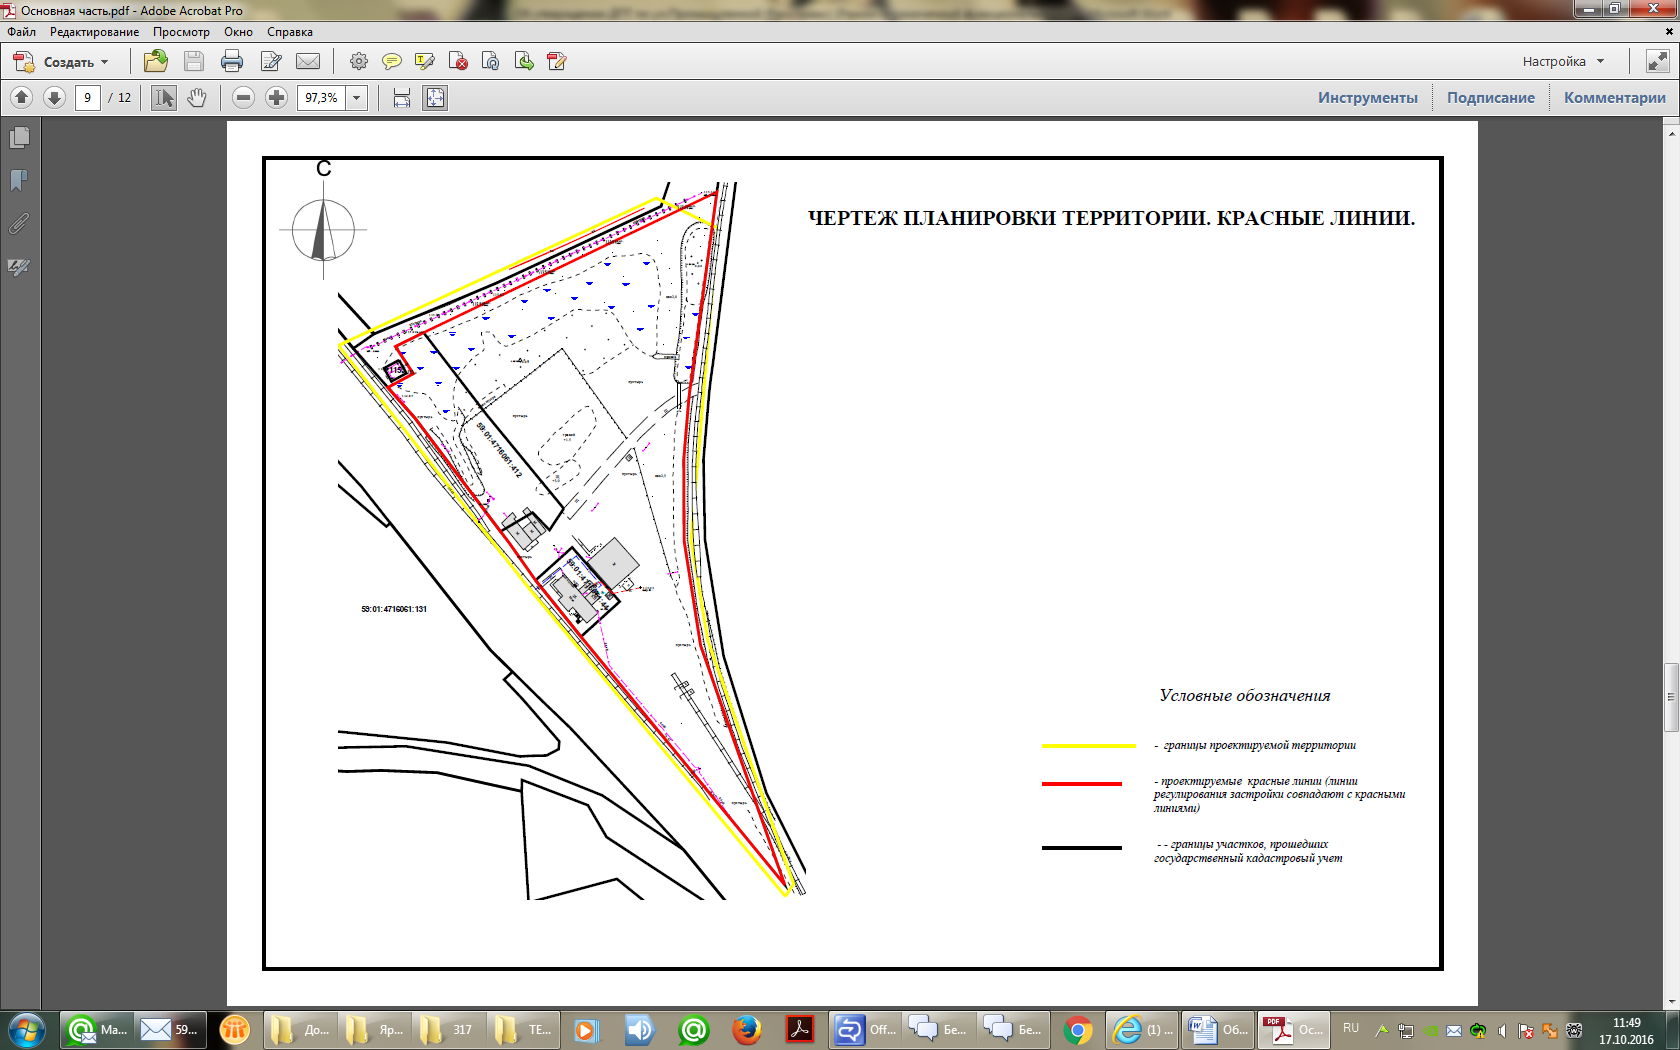 Основная часть.pdf - Adobe Acrobat Pro
Файл Редактирование Просмотр Окно Справка
Создать
Настройка
9 / 12
97,3%
Инструменты Подписание Комментарии
С
ЧЕРТЕЖ ПЛАНИРОВКИ ТЕРРИТОРИИ. КРАСНЫЕ ЛИНИИ.
59:01:4716061:412
59:01:4716061:131
Условные обозначения
- границы проектируемой территории
- проектируемые красные линии (линии
регулирования застройки совпадают с красными
линиями)
- - границы участков, прошедших
государственный кадастровый учет
Ma...
59...
До...
Яр...
317
ТЕ...
Off...
Бе...
Бе...
(1) ...
Об...
Ос...
RU
11:49
17.10.2016